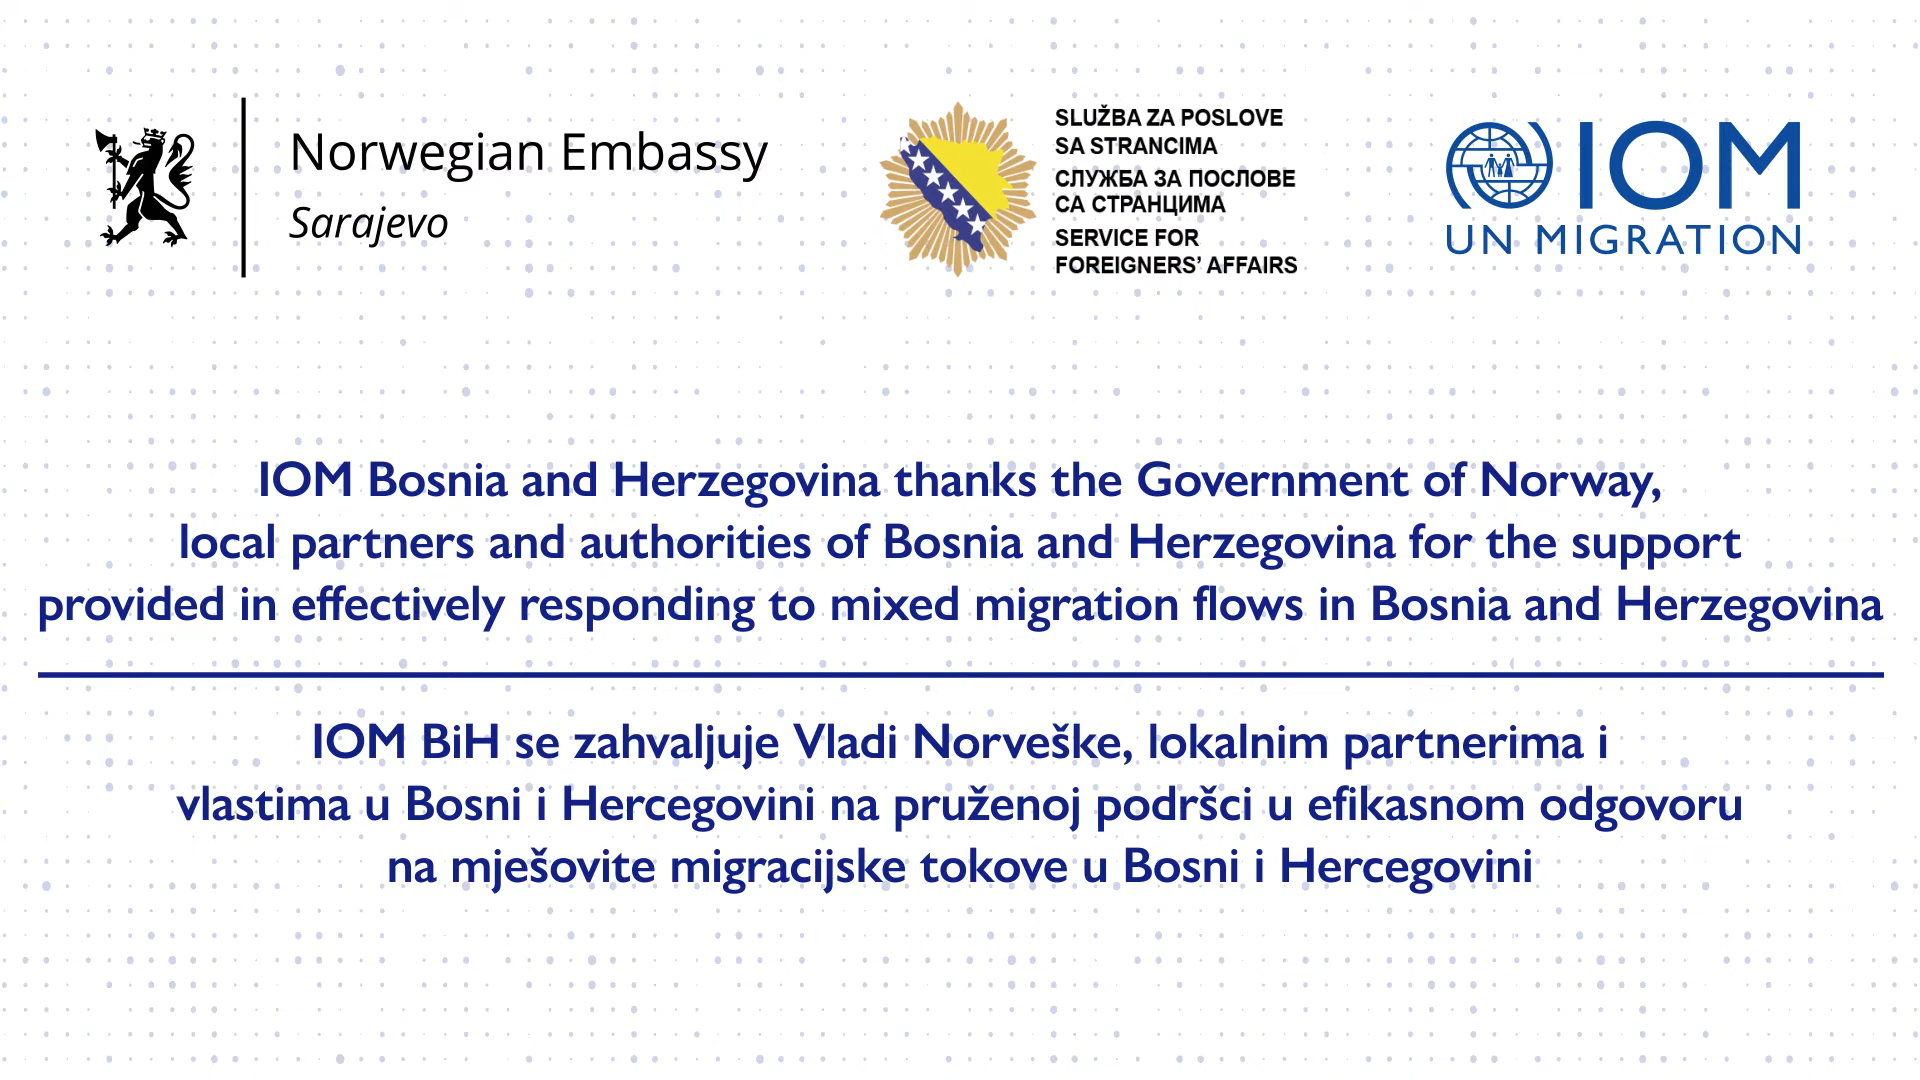 Norwegian Embassy
Sarajevo
SLUŽBA ZA POSLOVE
SA STRANCIMA
СЛУЖБА ЗА ПОСЛОВЕ
СА СТРАНЦИМА
SERVICE FOR
FOREIGNERS’ AFFAIRS
IOM
UN MIGRATION
IOM Bosnia and Herzegovina thanks the Government of Norway,
local partners and authorities of Bosnia and Herzegovina for the support
provided in effectively responding to mixed migration flows in Bosnia and Herzegovina
IOM BiH se zahvaljuje Vladi Norveške, lokalnim partnerima i
vlastima u Bosni i Hercegovini na pruženoj podršci u efikasnom odgovoru
na mješovite migracijske tokove u Bosni i Hercegovini